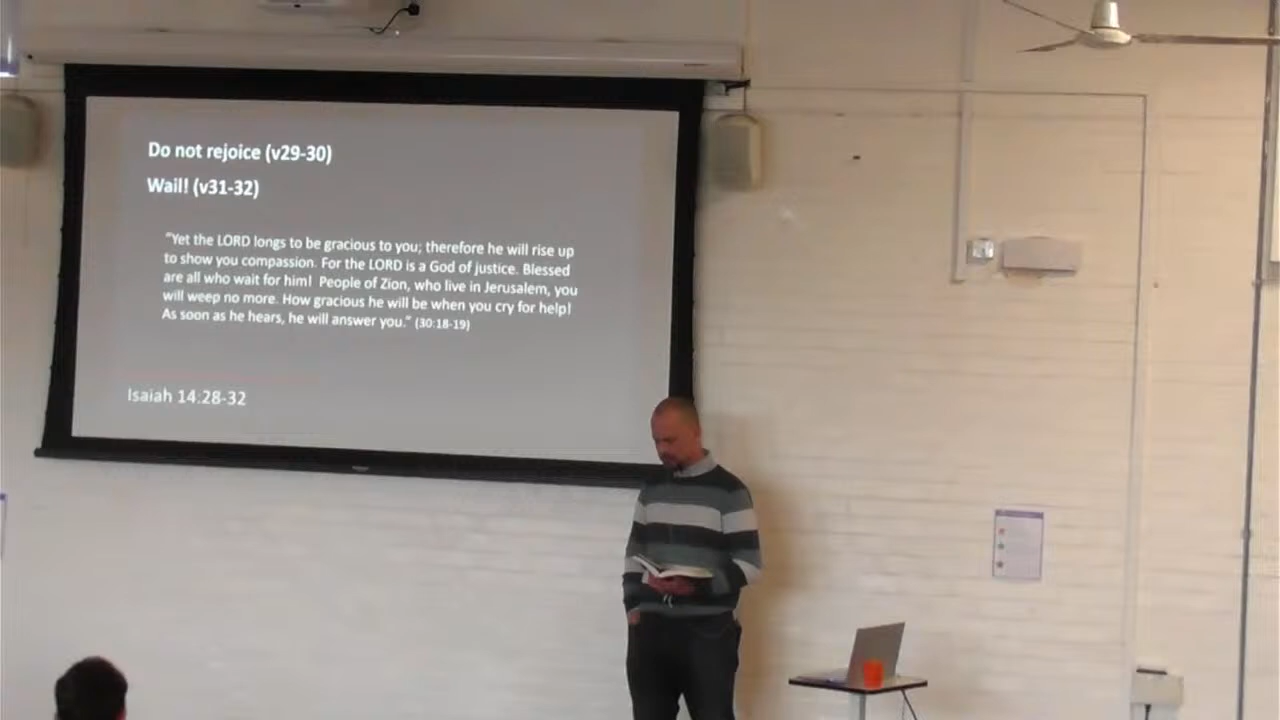 Do not rejoice (v29-30)
Wail! (v31-32)
"Yet the LORD longs to be gracious to you; therefore he will rise up
to show you compassion. For the LORD is a God of justice. Blessed
are all who wait for him!  People of Zion, who live in Jerusalem, you
will weep no more. How gracious he will be when you cry for help!
As soon as he hears, he will answer you." (30:18-19)
Isaiah 14:28-32